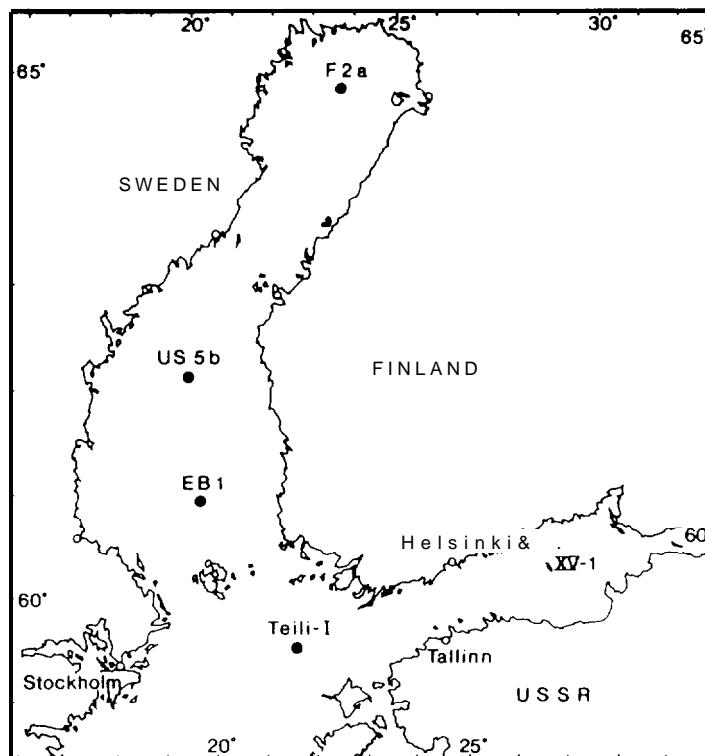 20° 25° 30°
65° 65
F2a
SWEDEN
US 5b
FINLAND
EB1
Helsinki&
60
XV-1
60°
Teili-I
Tallinn
Stockholm
USSR
20° 25°